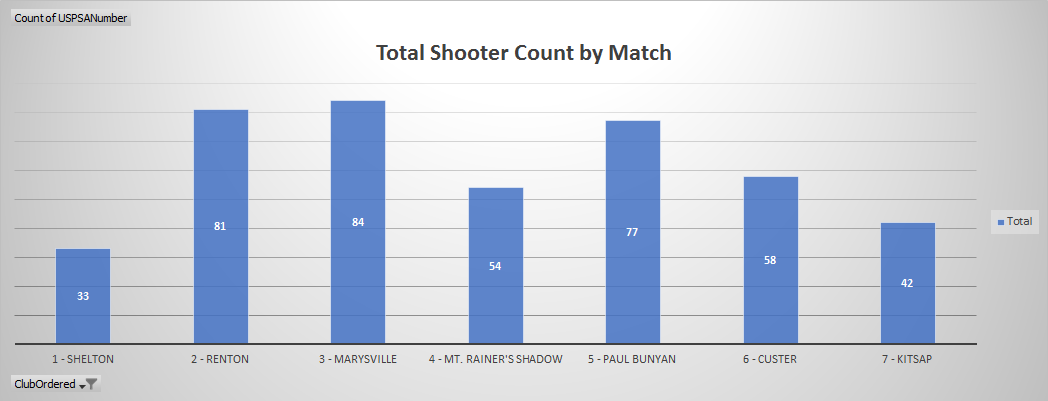 Count of USPSANumber
Total Shooter Count by Match
33
81
84
54
77
58
42
Total
1 - SHELTON
2 - RENTON
3 - MARYSVILLE
4 - MT. RAINER'S SHADOW
5 - PAUL BUNYAN
6 - CUSTER
7 - KITSAP
ClubOrdered